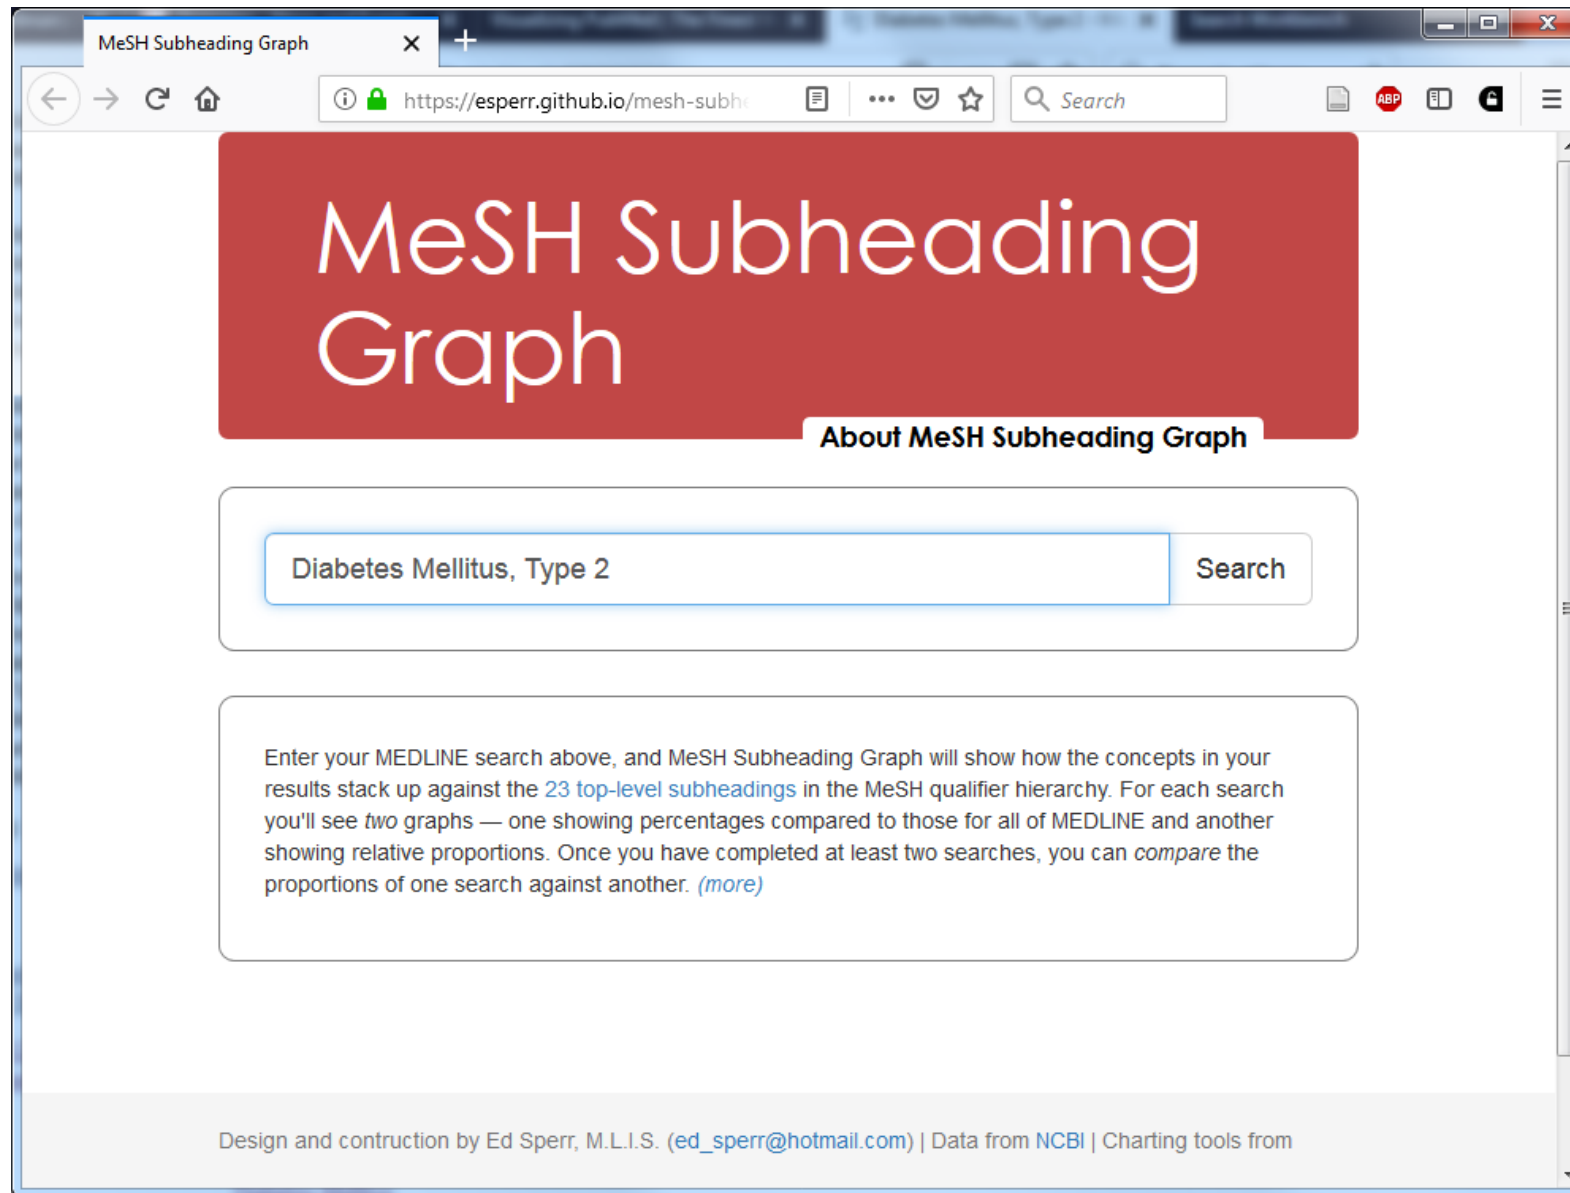 MeSH Subheading Graph
https://esperr.github.io/mesh-subh
Search
ABP
MeSH Subheading
Graph
About MeSH Subheading Graph
Diabetes Mellitus, Type 2
Search
Enter your MEDLINE search above, and MeSH Subheading Graph will show how the concepts in your
results stack up against the 23 top-level subheadings in the MeSH qualifier hierarchy. For each search
you'll see two graphs — one showing percentages compared to those for all of MEDLINE and another
showing relative proportions. Once you have completed at least two searches, you can compare the
proportions of one search against another. (more)
Design and contruction by Ed Sperr, M.L.I.S. (ed_sperr@hotmail.com) | Data from NCBI | Charting tools from